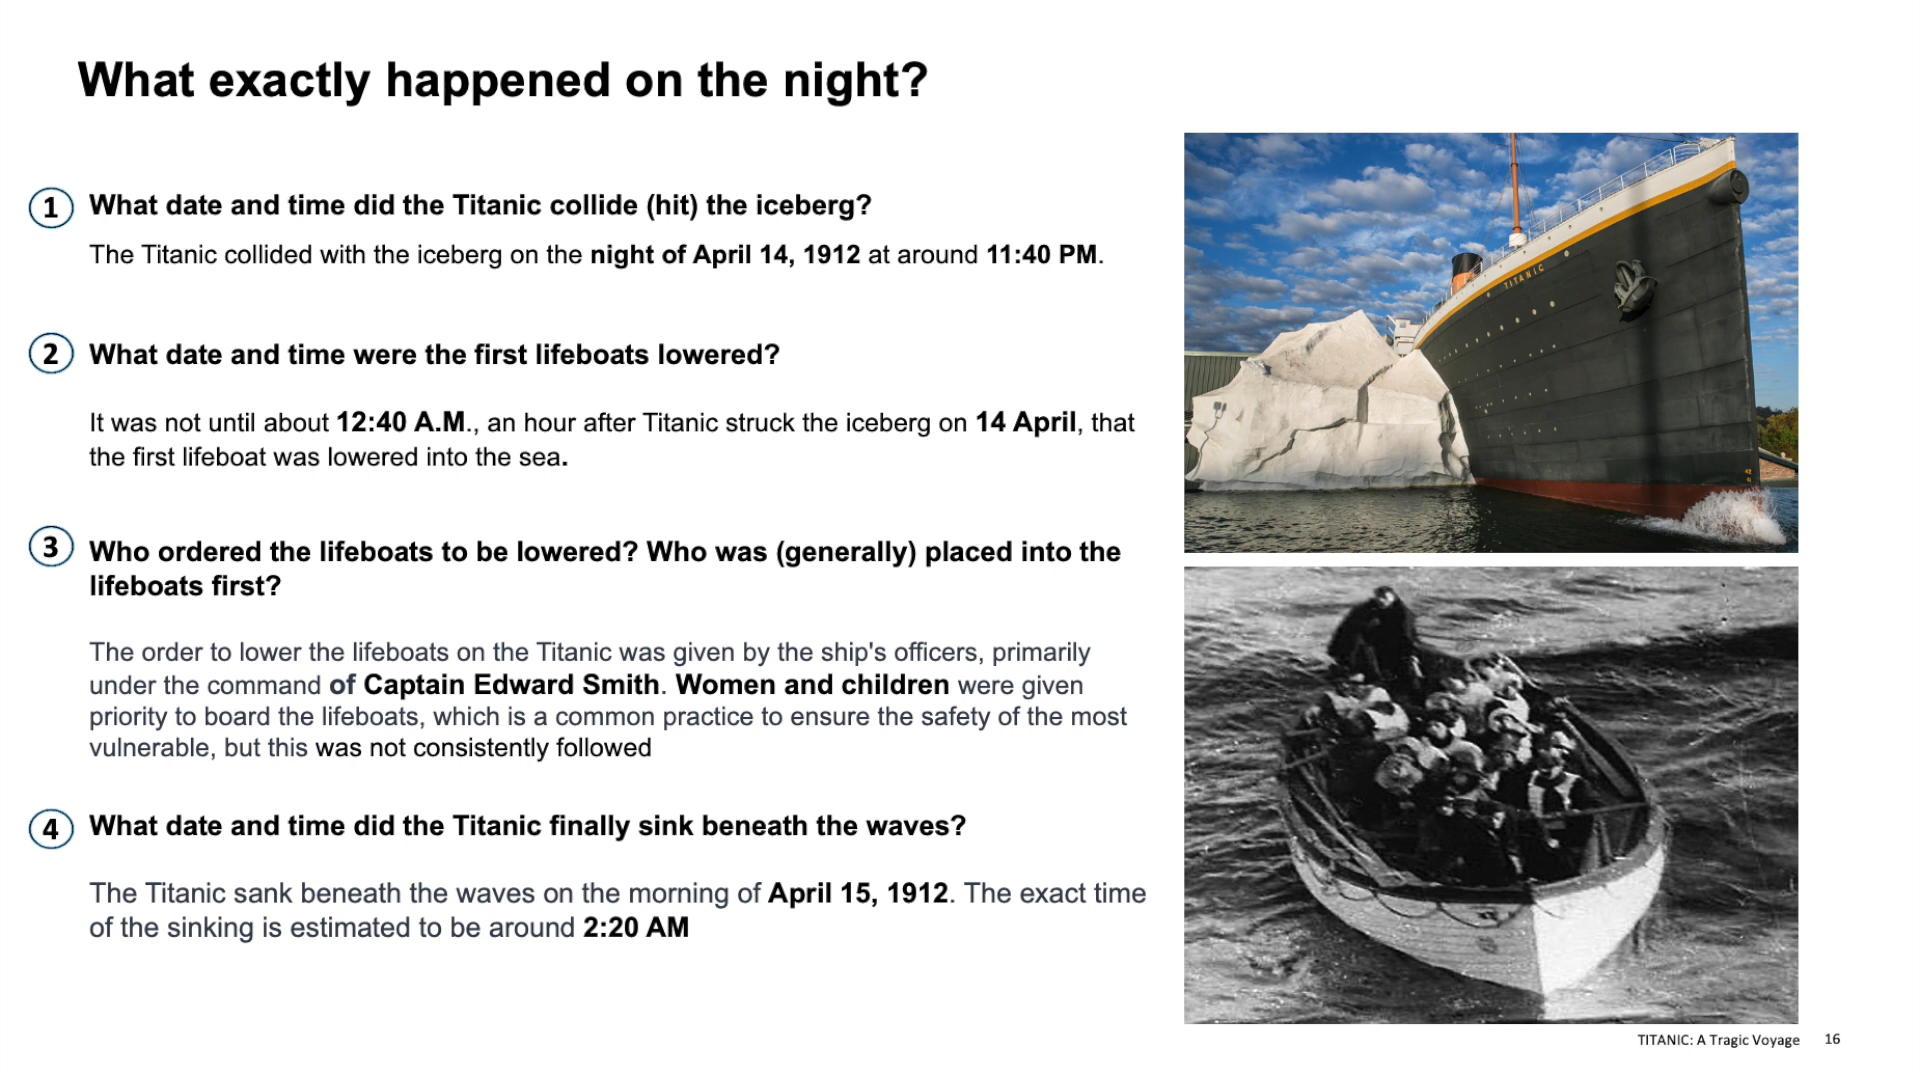 What exactly happened on the night?
1
What date and time did the Titanic collide (hit) the iceberg?
The Titanic collided with the iceberg on the night of April 14, 1912 at around 11:40 PM.
2
What date and time were the first lifeboats lowered?
It was not until about 12:40 A.M., an hour after Titanic struck the iceberg on 14 April, that
the first lifeboat was lowered into the sea.
3
Who ordered the lifeboats to be lowered? Who was (generally) placed into the
lifeboats first?
The order to lower the lifeboats on the Titanic was given by the ship's officers, primarily
under the command of Captain Edward Smith. Women and children were given
priority to board the lifeboats, which is a common practice to ensure the safety of the most
vulnerable, but this was not consistently followed
4
What date and time did the Titanic finally sink beneath the waves?
The Titanic sank beneath the waves on the morning of April 15, 1912. The exact time
of the sinking is estimated to be around 2:20 AM
TITANIC
TITANIC: A Tragic Voyage 16